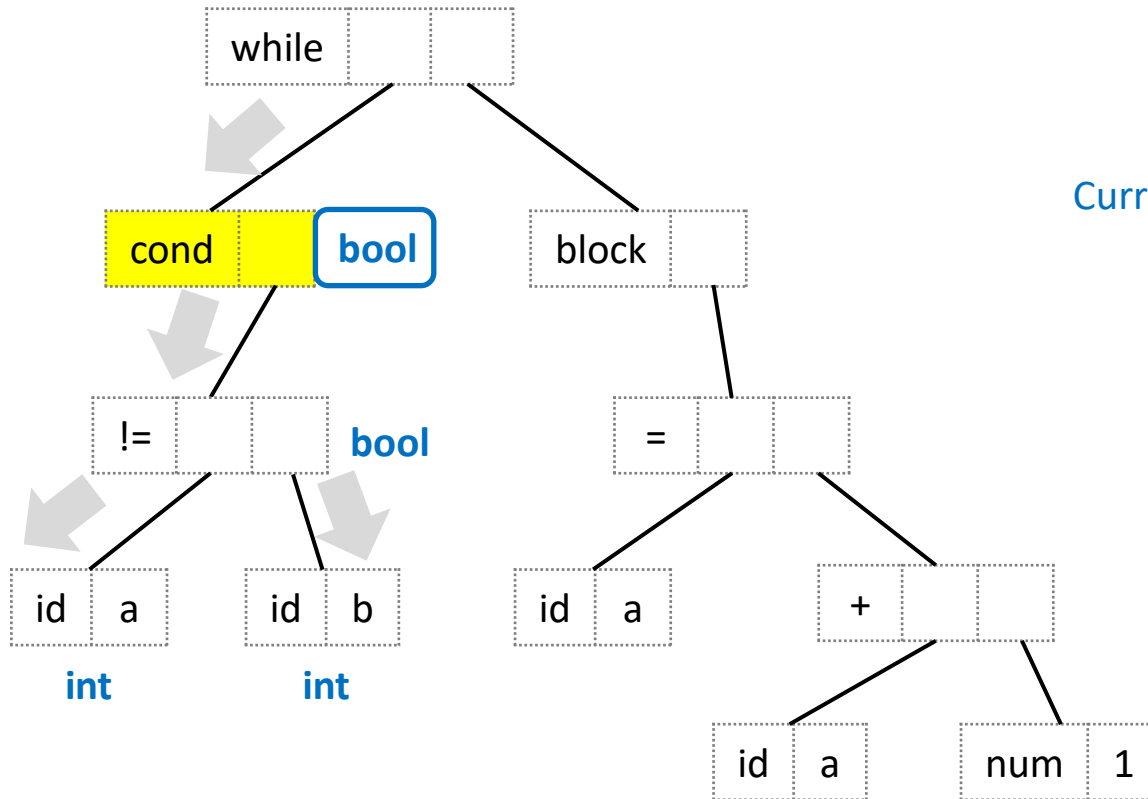 while
Curr
cond bool
block
!= bool
=
id a
id b
id a
+
int
int
id a
num 1